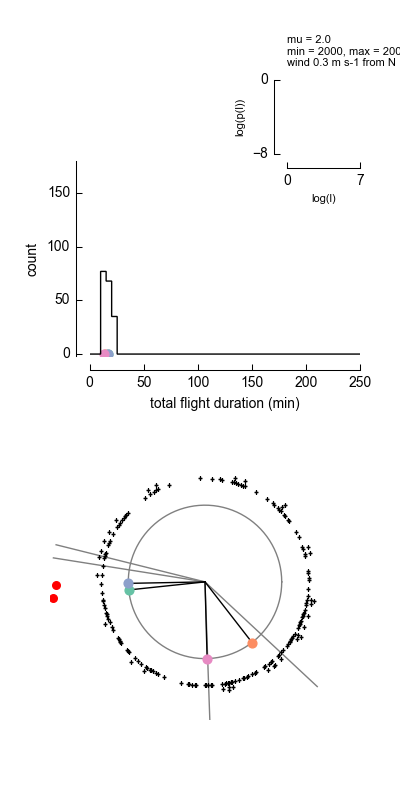 mu = 2.0
min = 2000, max = 200
wind 0.3 m s-1 from N
0
log(p(l))
−8
0 7
log(l)
150
100
50
0
count
0 50 100 150 200 250
total flight duration (min)